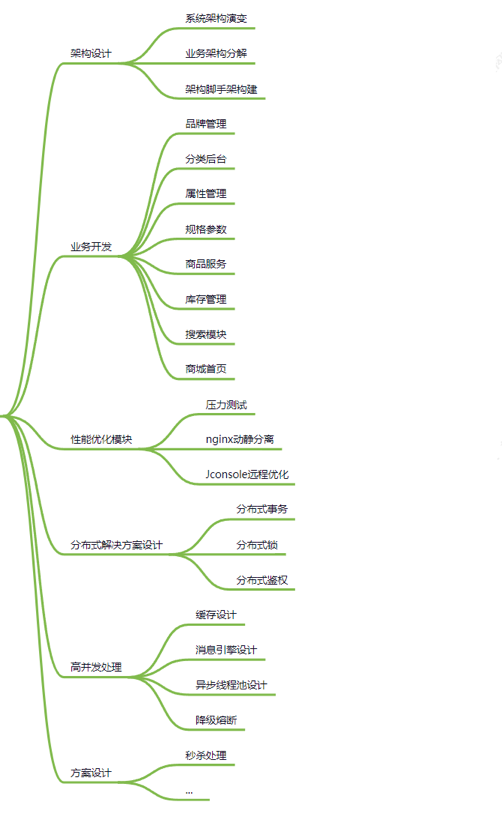 架构设计
系统架构演变
业务架构分解
架构脚手架构建
业务开发
品牌管理
分类后台
属性管理
规格参数
商品服务
库存管理
搜索模块
商城首页
性能优化模块
压力测试
nginx动静分离
Jconsole远程优化
分布式解决方案设计
分布式事务
分布式锁
分布式鉴权
高并发处理
缓存设计
消息引擎设计
异步线程池设计
降级熔断
方案设计
秒杀处理
...